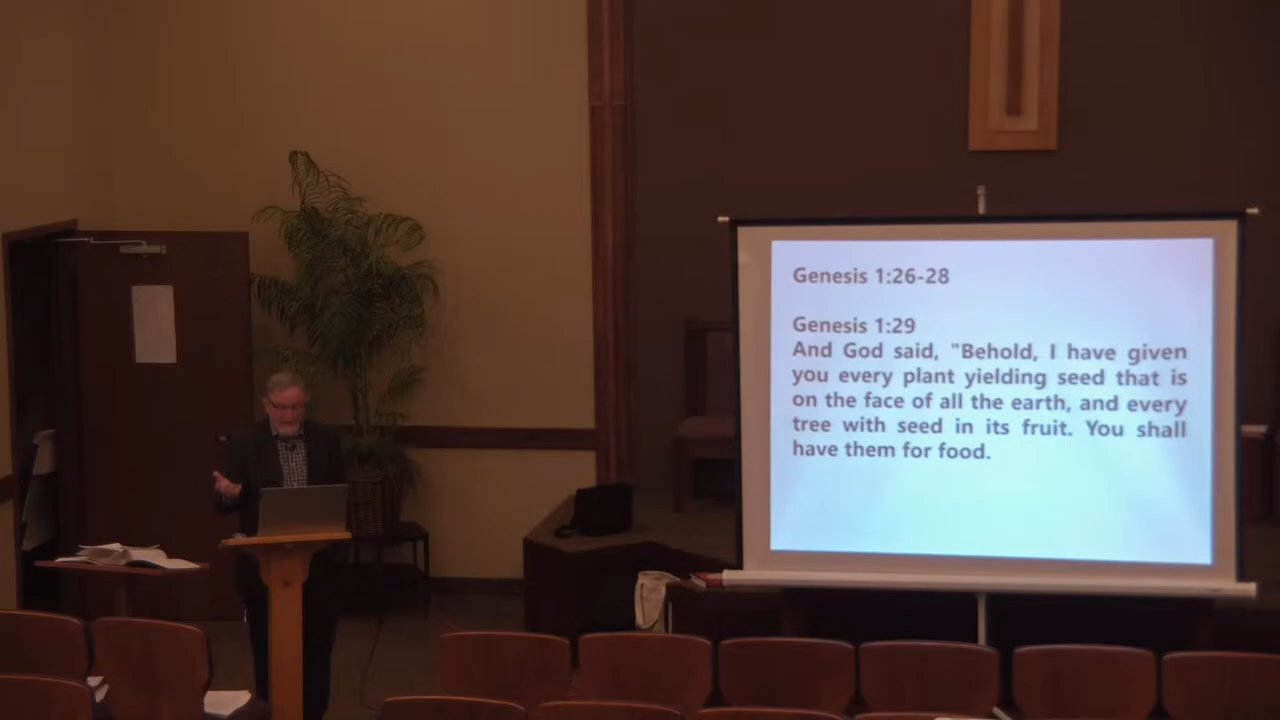 Genesis 1:26-28
Genesis 1:29
And God said, "Behold, I have given
you every plant yielding seed that is
on the face of all the earth, and every
tree with seed in its fruit. You shall
have them for food.